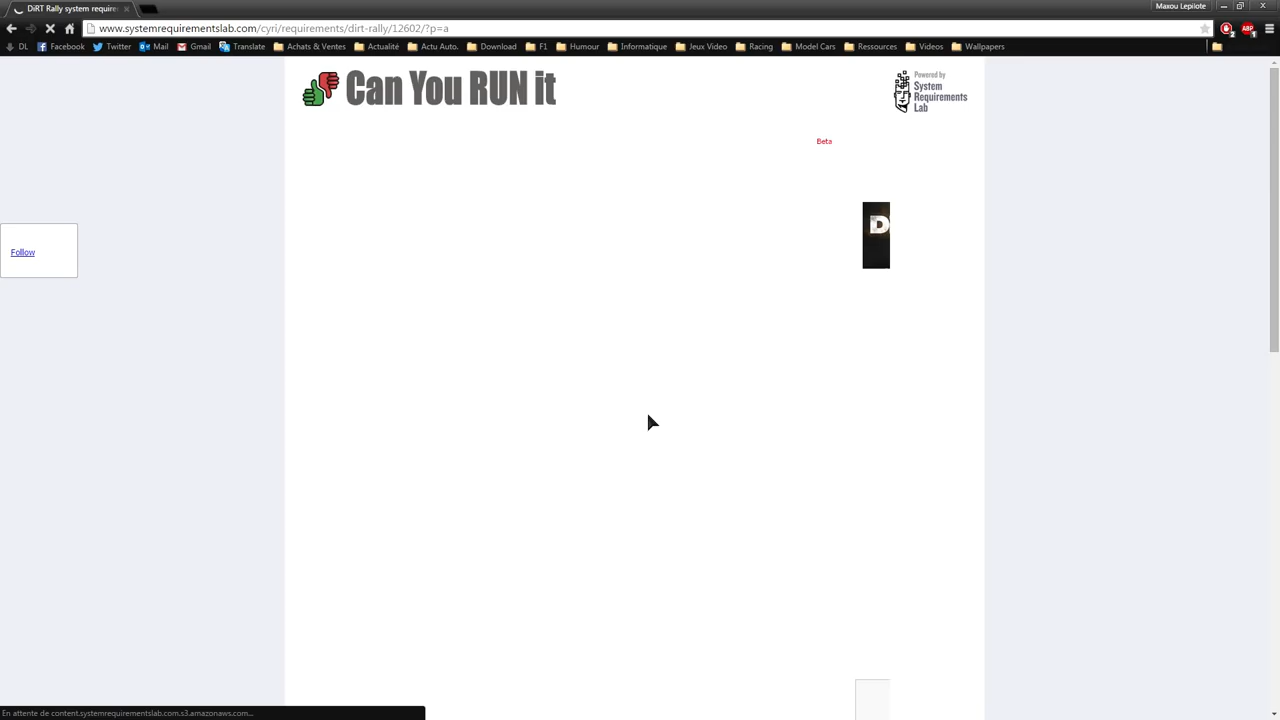 DiRT Rally system require
Maxou Lepilote
www.systemrequirementslab.com/cyri/requirements/dirt-rally/12602/?p=a
DL Facebook Twitter Mail Gmail Translate Achats & Ventes Actualité Actu Auto. Download F1 Humour Informatique Jeux Video Racing Model Cars Ressources Videos Wallpapers
Can You RUN it
Powered by
System
Requirements
Lab
Beta
D
Follow
En attente de content.systemrequirementslab.com.s3.amazonaws.com...